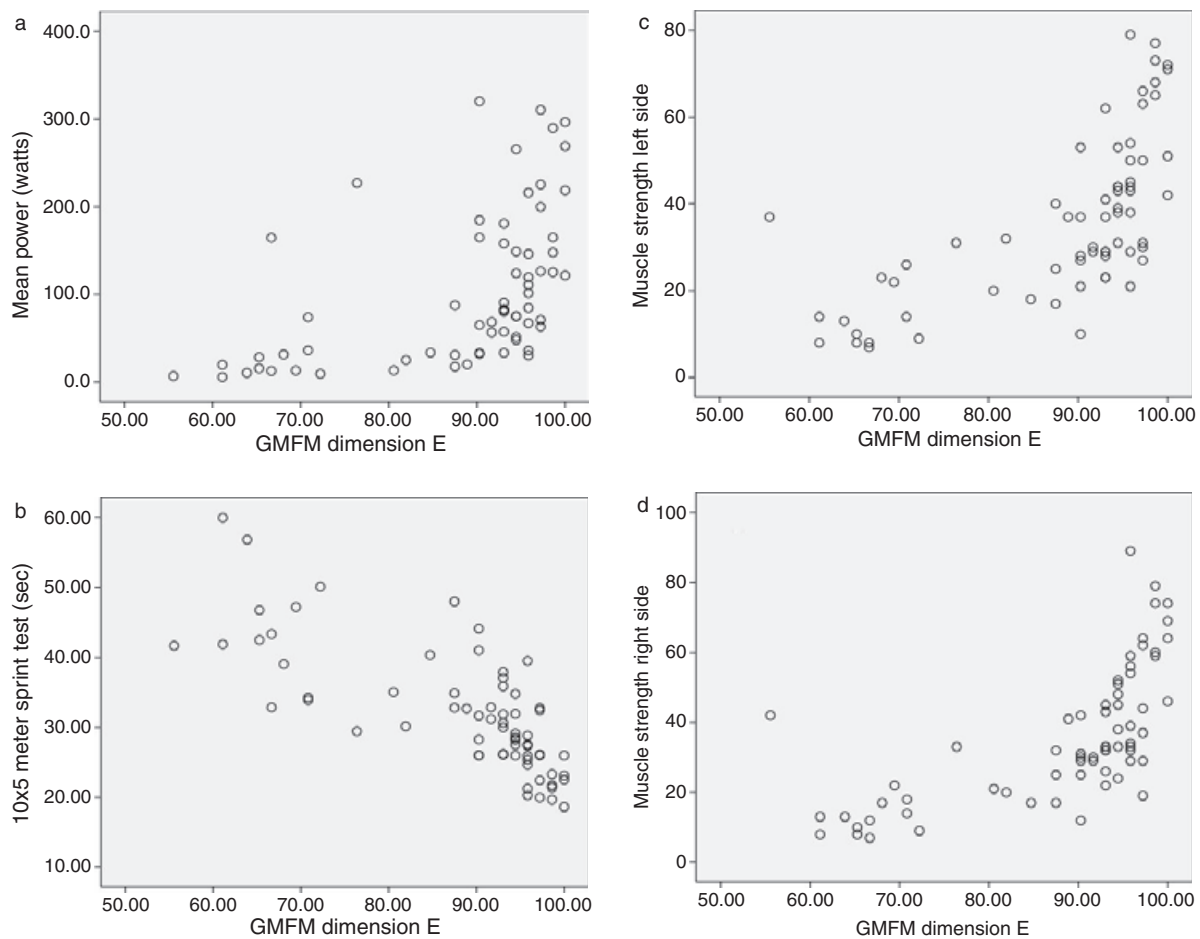 a
Mean power (watts)
400.0
300.0
200.0
100.0
0.0
50.00 60.00 70.00 80.00 90.00 100.00
GMFM dimension E
c
Muscle strength left side
80
60
40
20
0
50.00 60.00 70.00 80.00 90.00 100.00
GMFM dimension E
b
10x5 meter sprint test (sec)
60.00
50.00
40.00
30.00
20.00
10.00
50.00 60.00 70.00 80.00 90.00 100.00
GMFM dimension E
d
Muscle strength right side
100
80
60
40
20
0
50.00 60.00 70.00 80.00 90.00 100.00
GMFM dimension E